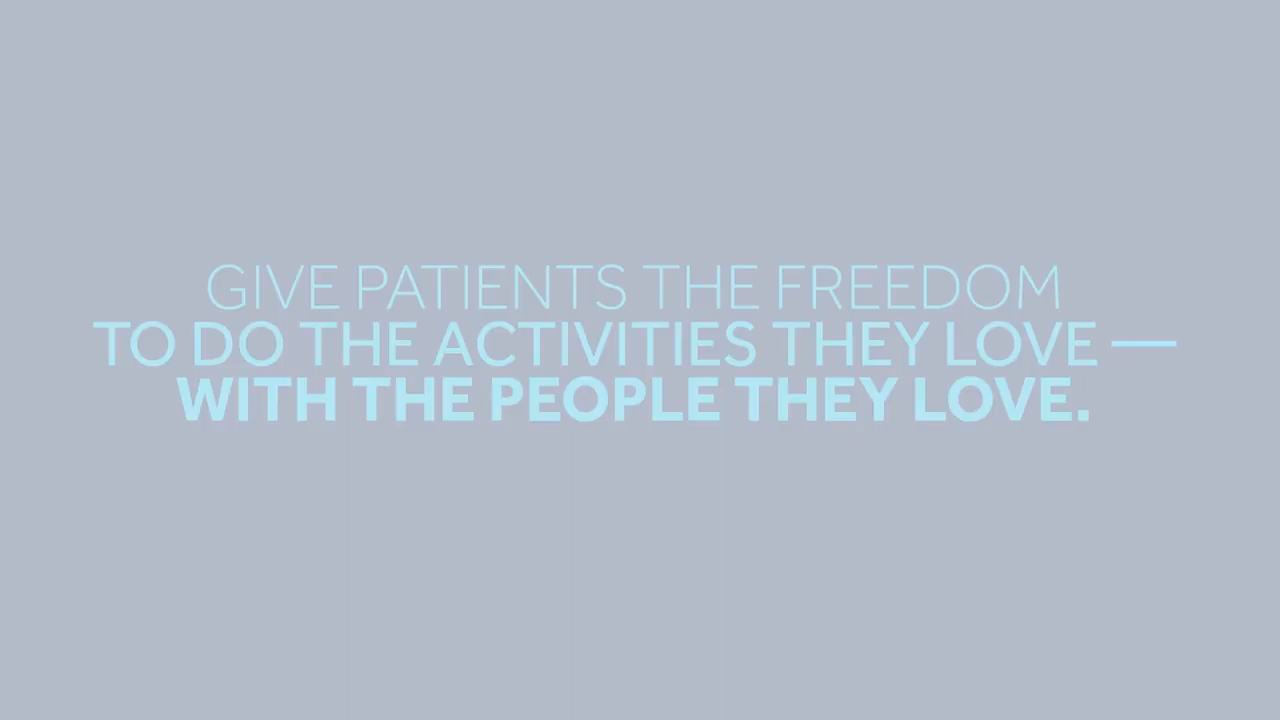 GIVE PATIENTS THE FREEDOM
TO DO THE ACTIVITIES THEY LOVE —
WITH THE PEOPLE THEY LOVE.